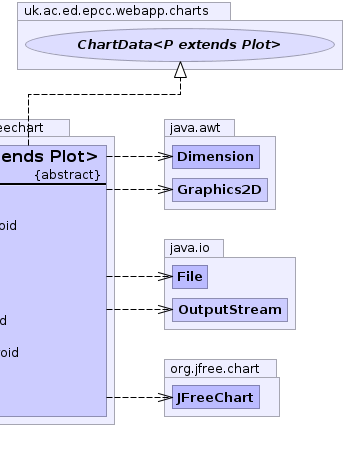 uk.ac.ed.epcc.webapp.charts
ChartData<P extends Plot>
eechart
java.awt
ends Plot>
Dimension
{abstract}
Graphics2D
oid
java.io
File
OutputStream
d
oid
org.jfree.chart
JFreeChart